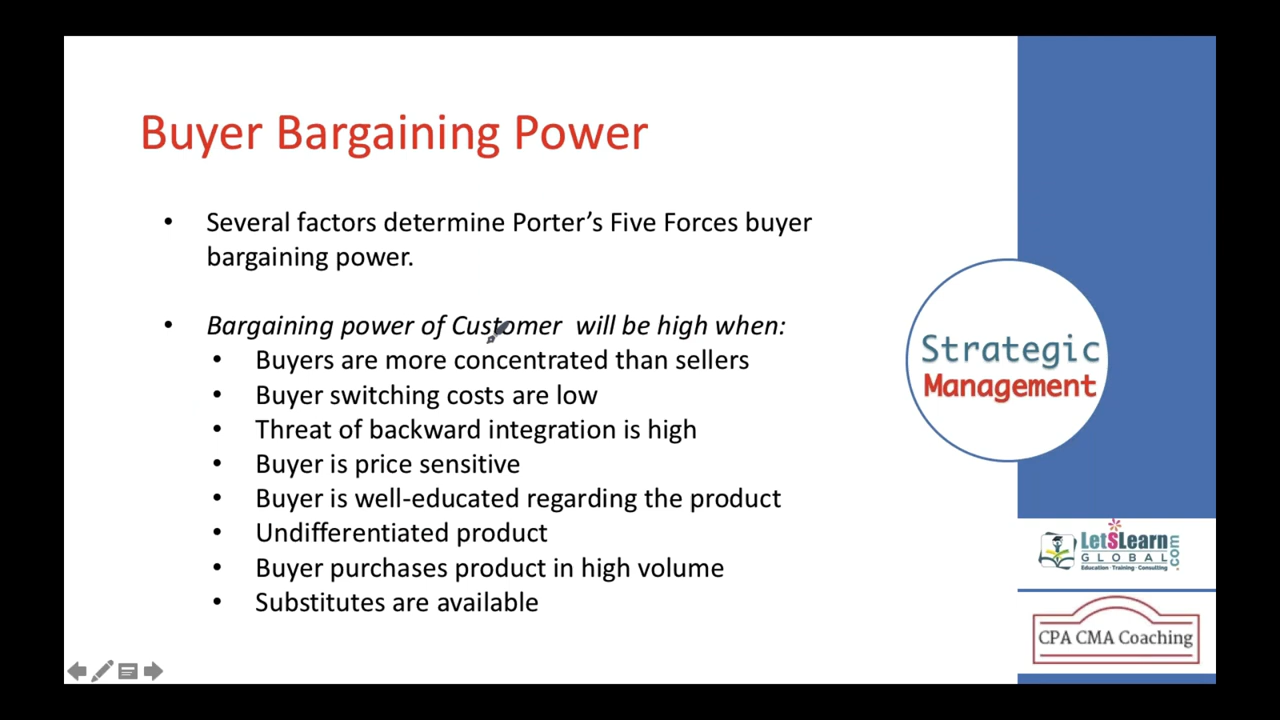 Buyer Bargaining Power
• Several factors determine Porter’s Five Forces buyer
bargaining power.
• Bargaining power of Customer  will be high when:
• Buyers are more concentrated than sellers
• Buyer switching costs are low
• Threat of backward integration is high
• Buyer is price sensitive
• Buyer is well-educated regarding the product
• Undifferentiated product
• Buyer purchases product in high volume
• Substitutes are available
Strategic
Management
LetSLearn
GLOBAL
.com
Education · Training · Consulting
CPA CMA Coaching